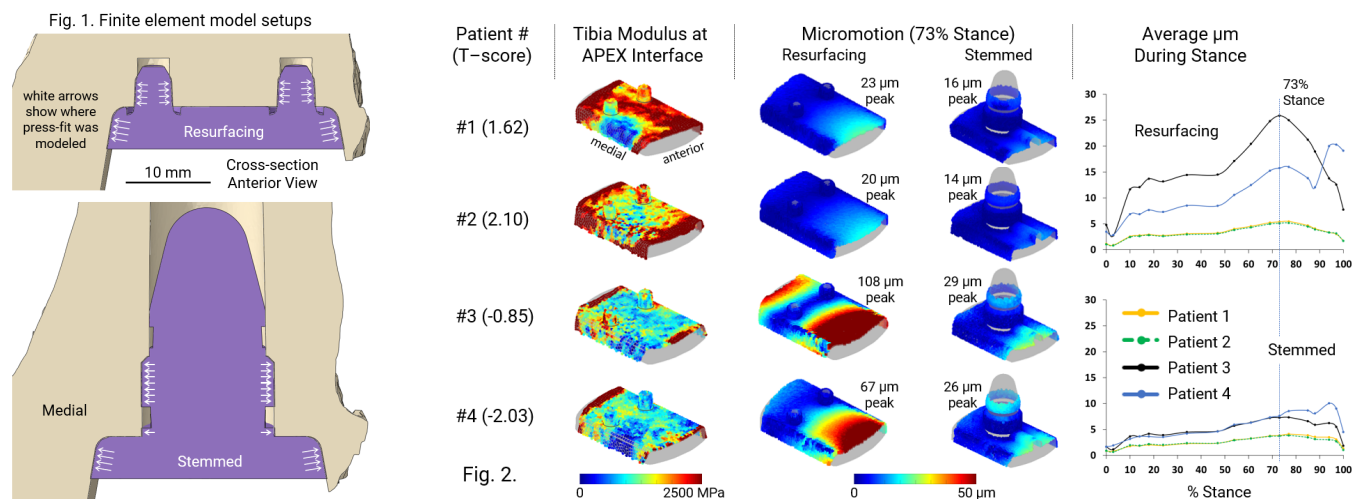 Fig. 1. Finite element model setups
white arrows
show where
press-fit was
modeled
Resurfacing
10 mm
Cross-section
Anterior View
Medial
Stemmed
Patient #
(T−score)
Tibia Modulus at
APEX Interface
Micromotion (73% Stance)
Resurfacing
Stemmed
Average µm
During Stance
#1 (1.62)
medial
anterior
23 µm
peak
16 µm
peak
#2 (2.10)
20 µm
peak
14 µm
peak
#3 (-0.85)
108 µm
peak
29 µm
peak
#4 (-2.03)
67 µm
peak
26 µm
peak
Fig. 2.
0
2500 MPa
0
50 µm
73%
Stance
Resurfacing
30
25
20
15
10
5
0
0 10 20 30 40 50 60 70 80 90 100
30
25
20
15
10
5
0
Patient 1
Patient 2
Patient 3
Patient 4
Stemmed
0 10 20 30 40 50 60 70 80 90 100
% Stance